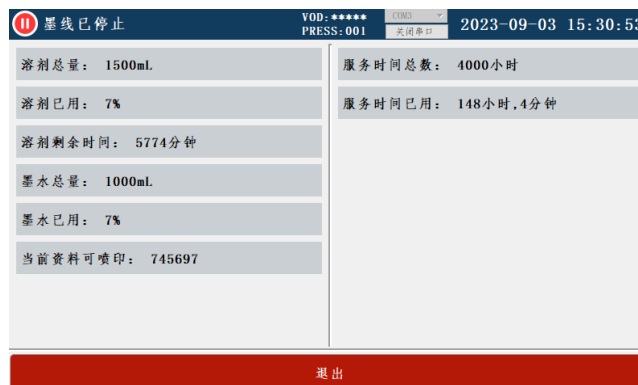 墨线已停止
VOD:*****
PRESS:001
COM3
关闭串口
2023-09-03 15:30:53
溶剂总量： 1500mL
溶剂已用： 7%
溶剂剩余时间： 5774分钟
墨水总量： 1000mL
墨水已用： 7%
当前资料可喷印： 745697
服务时间总数： 4000小时
服务时间已用： 148小时,4分钟
退出